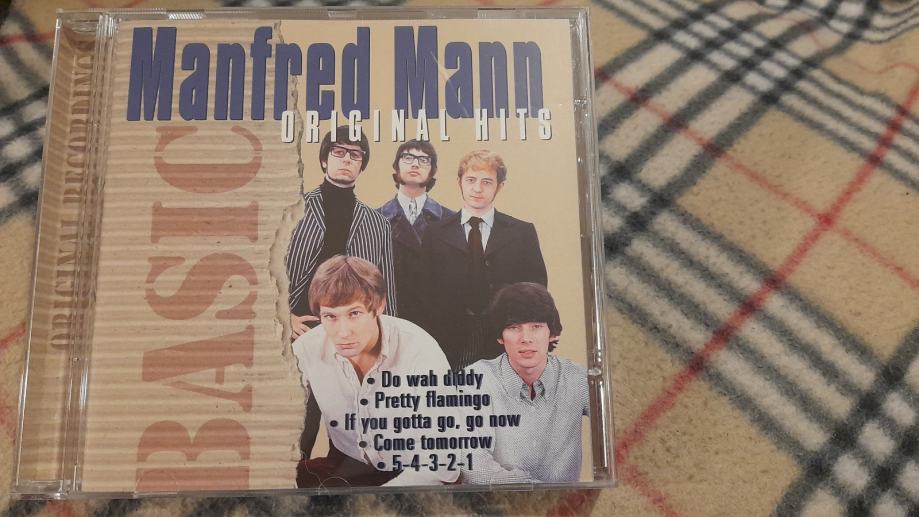 Manfred Mann
ORIGINAL HITS
ORIGINAL RECORDINGS
BASIC
• Do wah diddy
• Pretty flamingo
• If you gotta go, go now
• Come tomorrow
• 5-4-3-2-1